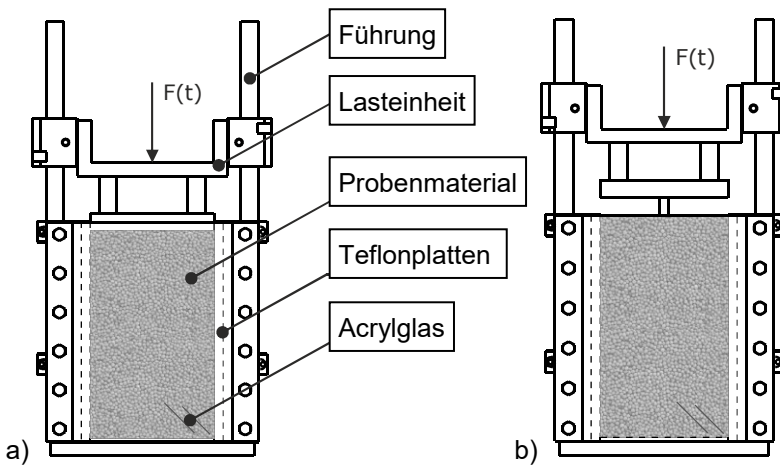 Führung
F(t)
F(t)
Lasteinheit
Probenmaterial
Teflonplatten
Acrylglas
a)
b)